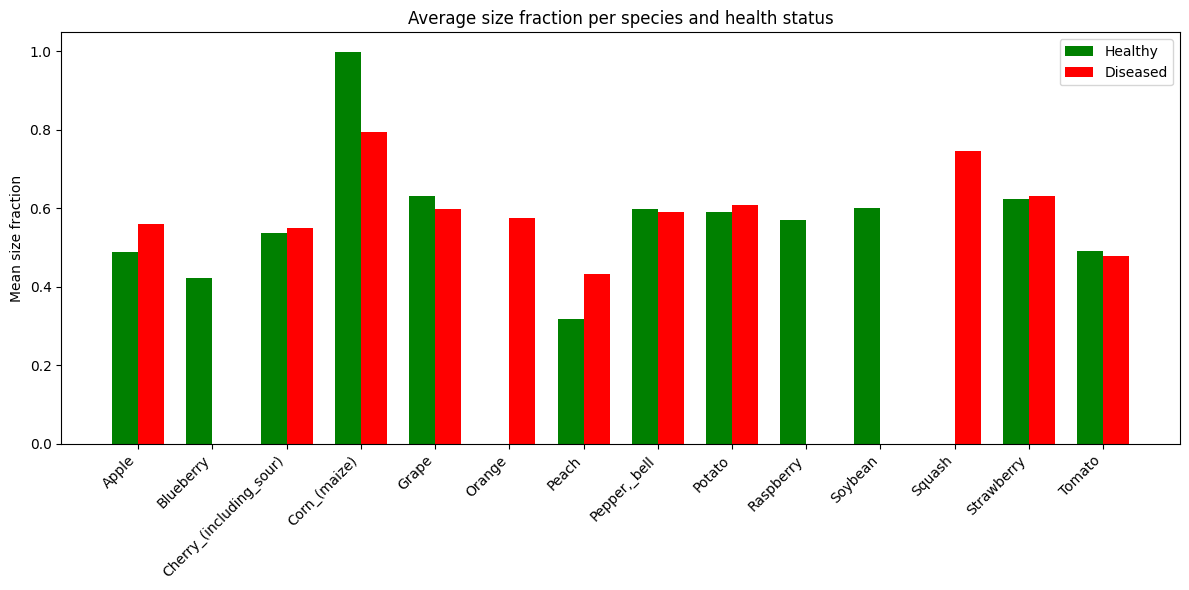 Average size fraction per species and health status
Healthy
Diseased
Mean size fraction
1.0
0.8
0.6
0.4
0.2
0.0
Apple
Blueberry
Cherry_(including_sour)
Corn_(maize)
Grape
Orange
Peach
Pepper,_bell
Potato
Raspberry
Soybean
Squash
Strawberry
Tomato